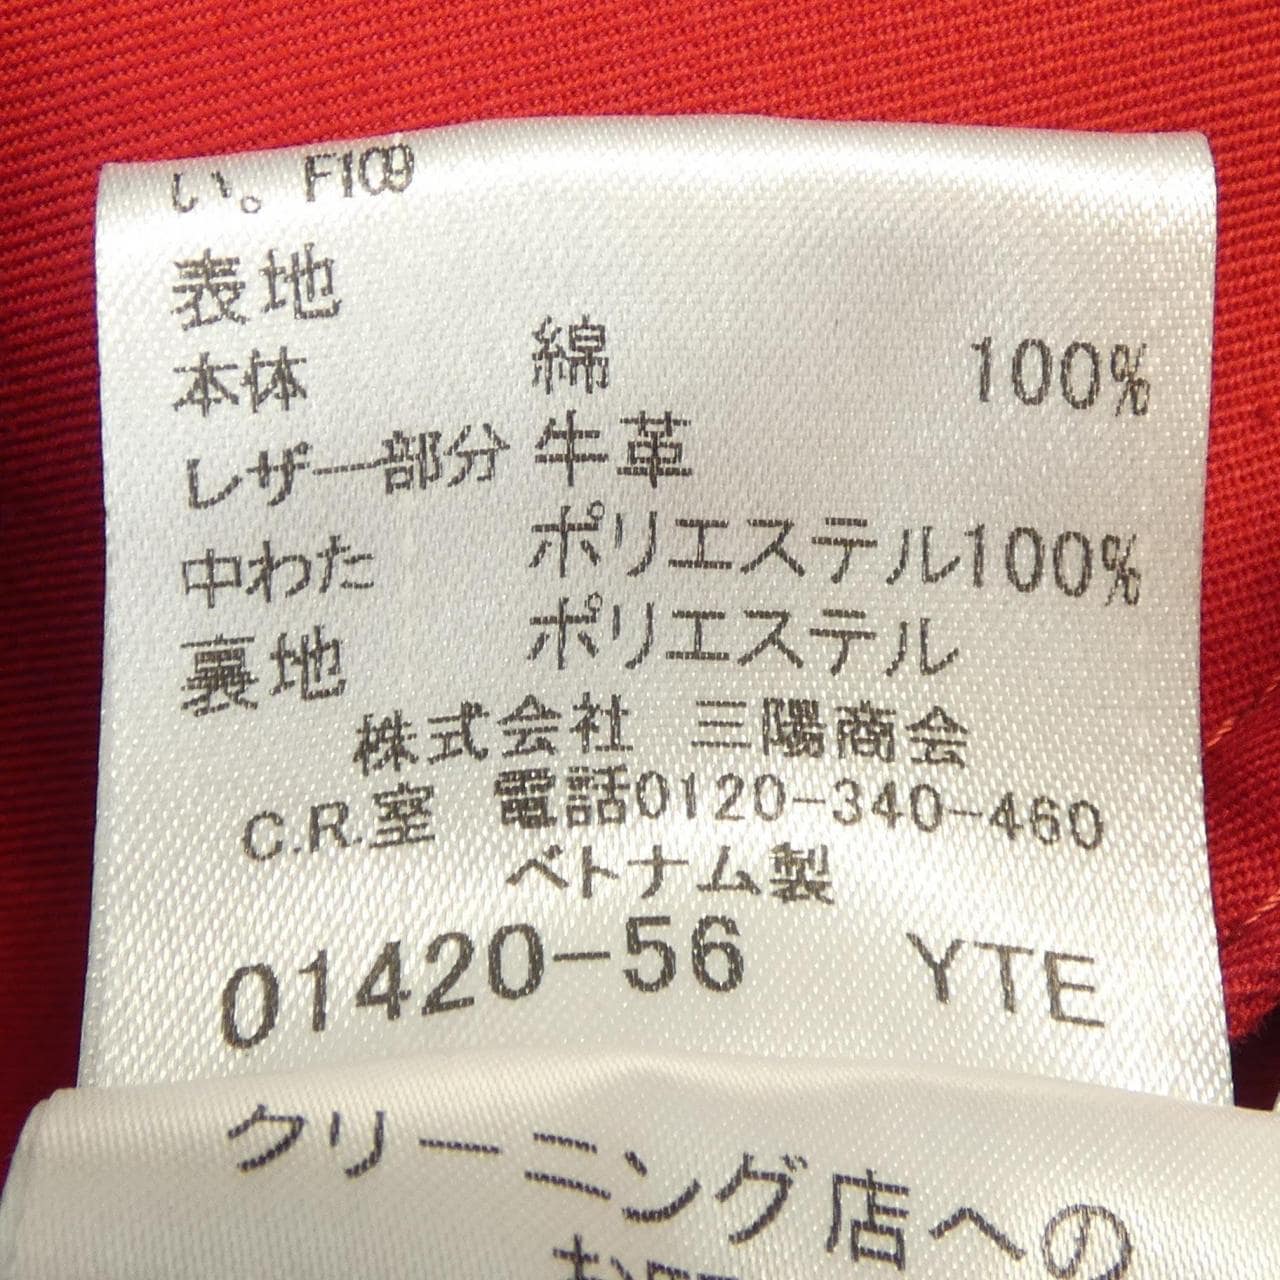 い。F109
表地
本体 綿 100%
レザー部分 牛革
中わた ポリエステル100%
裏地 ポリエステル
株式会社 三陽商会
C.R.室 電話0120-340-460
ベトナム製
01420-56 YTE
クリーニング店への